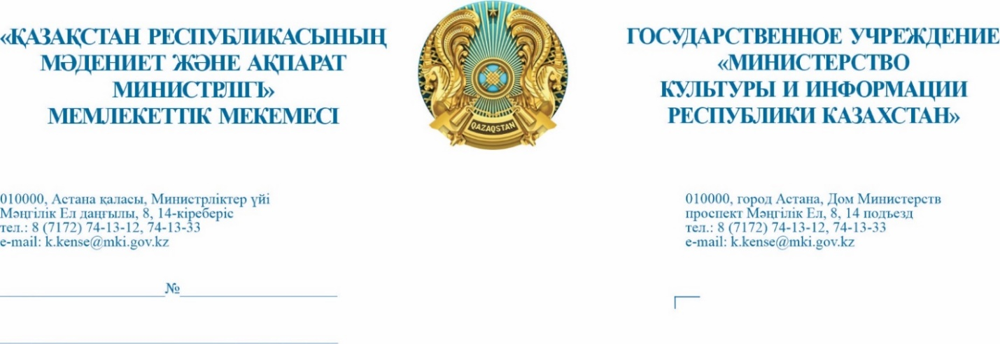 «ҚАЗАҚСТАН РЕСПУБЛИКАСЫНЫҢ
МӘДЕНИЕТ ЖӘНЕ АҚПАРАТ
МИНИСТРЛІГІ»
МЕМЛЕКЕТТІК МЕКЕМЕСІ
QAZAQSTAN
ГОСУДАРСТВЕННОЕ УЧРЕЖДЕНИЕ
«МИНИСТЕРСТВО
КУЛЬТУРЫ И ИНФОРМАЦИИ
РЕСПУБЛИКИ КАЗАХСТАН»
010000, Астана қаласы, Министрліктер үйі
Мәңгілік Ел даңғылы, 8, 14-кіреберіс
тел.: 8 (7172) 74-13-12, 74-13-33
e-mail: k.kense@mki.gov.kz
010000, город Астана, Дом Министерств
проспект Мәңгілік Ел, 8, 14 подъезд
тел.: 8 (7172) 74-13-12, 74-13-33
e-mail: k.kense@mki.gov.kz
№